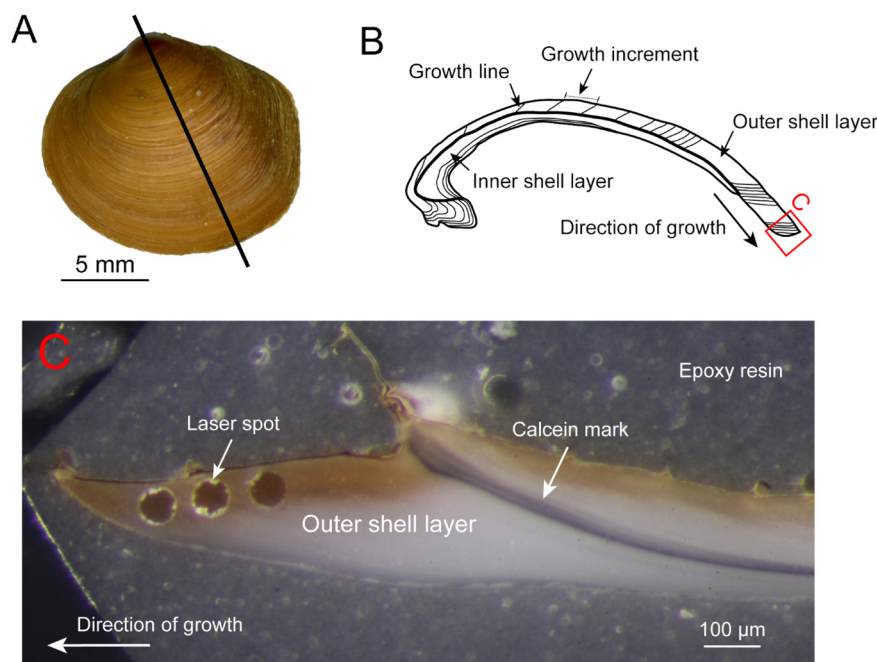 A
5 mm
B
Growth increment
Growth line
Outer shell layer
Inner shell layer
Direction of growth
C
C
Epoxy resin
Laser spot
Calcein mark
Outer shell layer
Direction of growth
100 µm